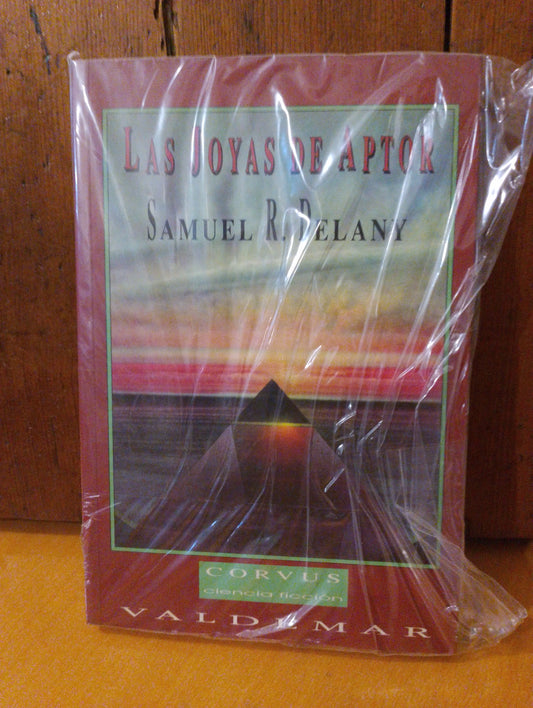 LAS JOYAS DE APTOR
SAMUEL R. DELANY
CORVUS
ciencia ficción
VALDEMAR